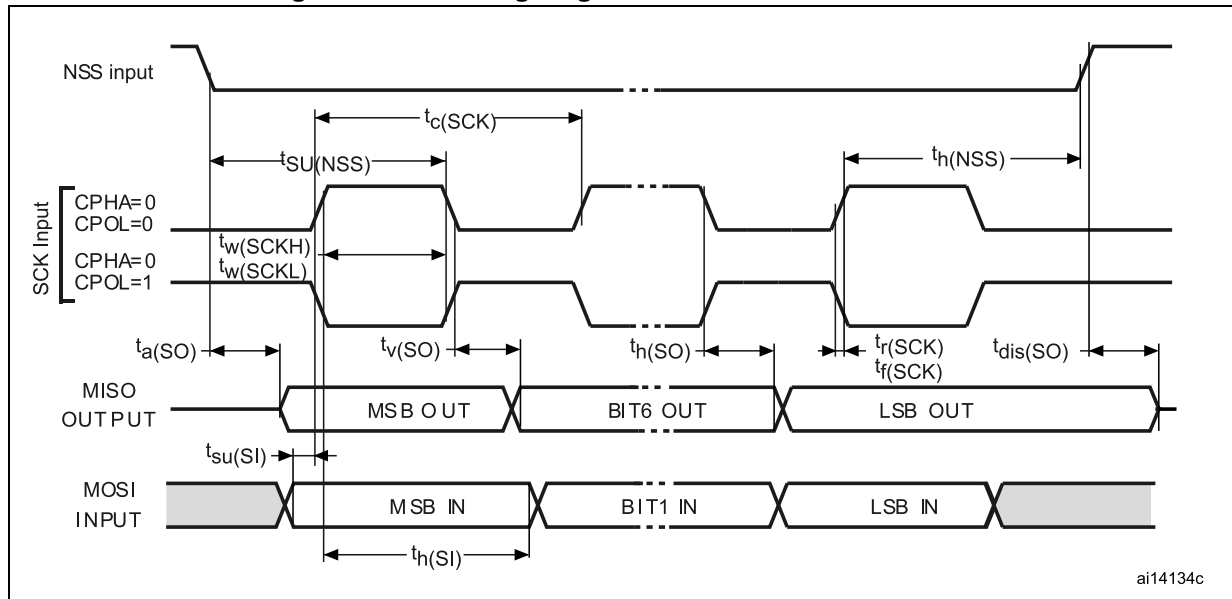 NSS input
tc(SCK)
tSU(NSS)
th(NSS)
SCK Input
CPHA=0
CPOL=0
tw(SCKH)
CPHA=0
tw(SCKL)
CPOL=1
ta(SO)
tv(SO)
th(SO)
tr(SCK)
tf(SCK)
tdis(SO)
MISO
OUTPUT
MSB OUT
BIT6 OUT
LSB OUT
tsu(SI)
MOSI
INPUT
MSB IN
BIT1 IN
LSB IN
th(SI)
ai14134c